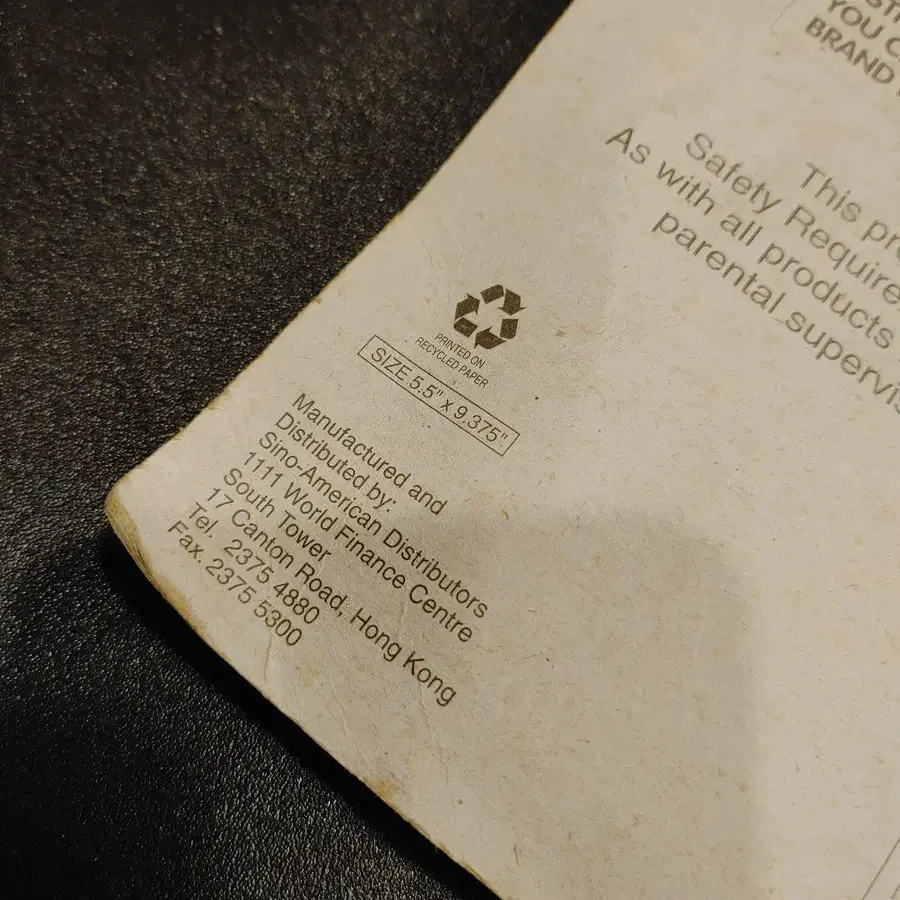 YOU
BRAND
This
Safety
As with all products
parental supervis
PRINTED ON
RECYCLED PAPER
SIZE 5.5" x 9.375"
Manufactured and
Distributed by:
Sino-American Distributors
1111 World Finance Centre
South Tower
17 Canton Road, Hong Kong
Tel. 2375 4880
Fax. 2375 5300